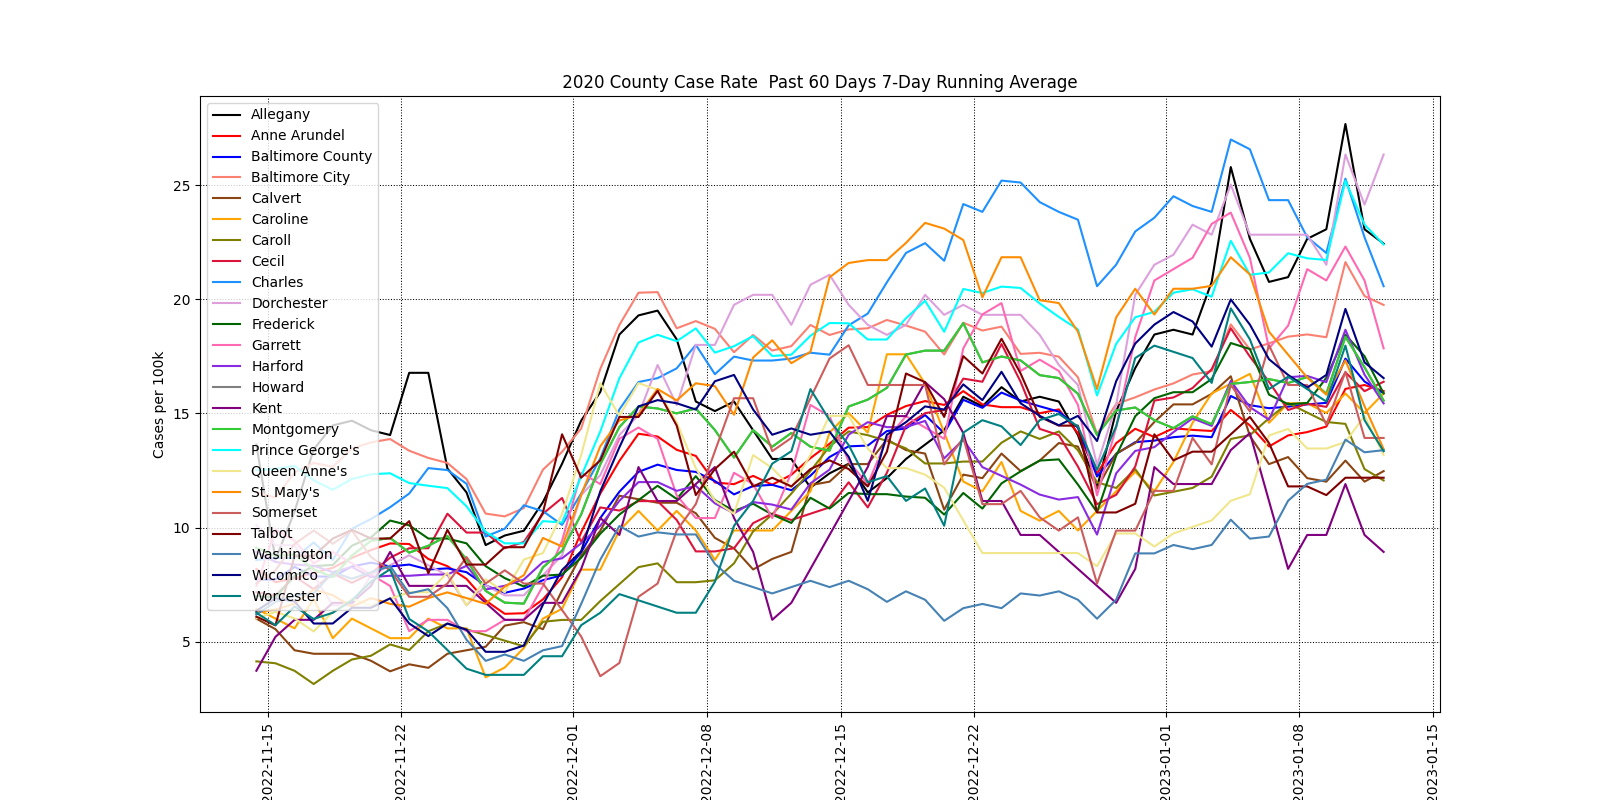 2020 County Case Rate  Past 60 Days 7-Day Running Average
Cases per 100k
25
20
15
10
5
Allegany
Anne Arundel
Baltimore County
Baltimore City
Calvert
Caroline
Caroll
Cecil
Charles
Dorchester
Frederick
Garrett
Harford
Howard
Kent
Montgomery
Prince George's
Queen Anne's
St. Mary's
Somerset
Talbot
Washington
Wicomico
Worcester
2022-11-15
2022-11-22
2022-12-01
2022-12-08
2022-12-15
2022-12-22
2023-01-01
2023-01-08
2023-01-15